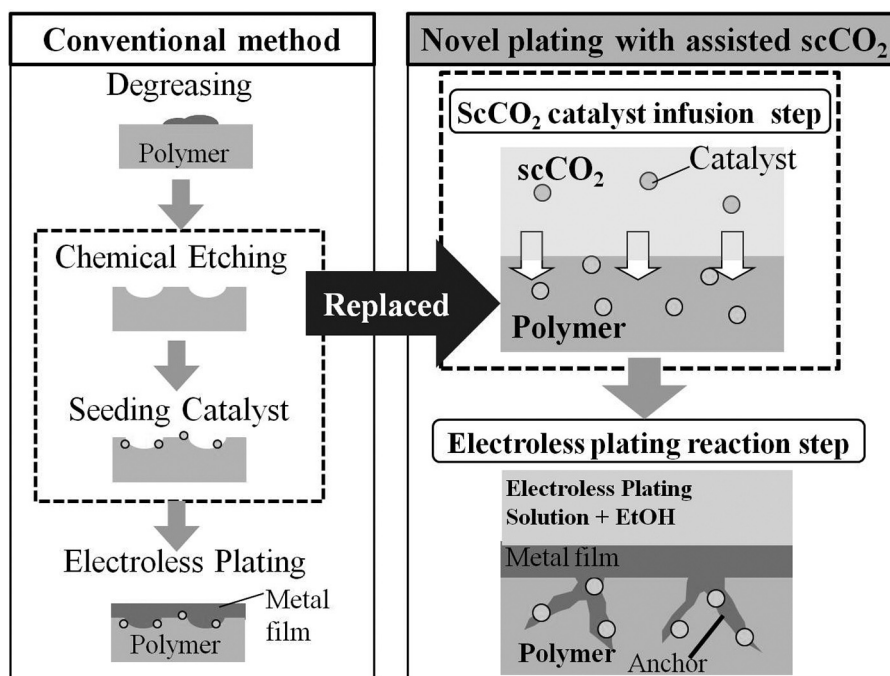 Conventional method
Degreasing
Polymer
Chemical Etching
Seeding Catalyst
Electroless Plating
Metal
film
Polymer
Replaced
Novel plating with assisted scCO₂
ScCO₂ catalyst infusion step
scCO₂
Catalyst
Polymer
Electroless plating reaction step
Electroless Plating
Solution + EtOH
Metal film
Polymer
Anchor